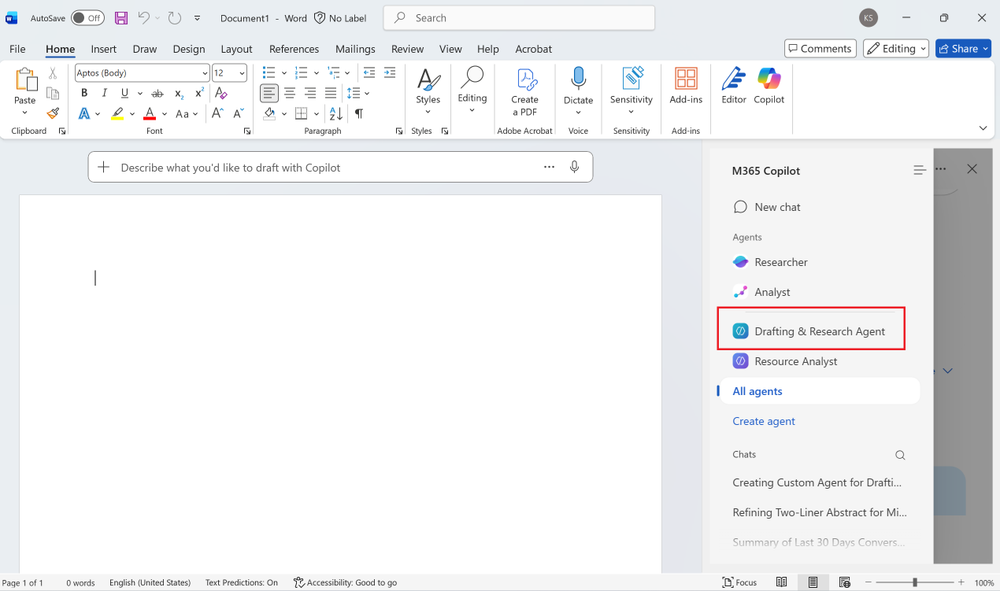 AutoSave Off Document1 - Word No Label Search KS
File Home Insert Draw Design Layout References Mailings Review View Help Acrobat Comments Editing Share
Aptos (Body) 12
Paste
B I U ab x₂ x²
A A Aa A A
Styles
Editing
Create
a PDF
Dictate
Sensitivity
Add-ins
Editor
Copilot
Clipboard Font Paragraph Styles Adobe Acrobat Voice Sensitivity Add-ins
Describe what you'd like to draft with Copilot
M365 Copilot
New chat
Agents
Researcher
Analyst
Drafting & Research Agent
Resource Analyst
All agents
Create agent
Chats
Creating Custom Agent for Drafti...
Refining Two-Liner Abstract for Mi...
Summary of Last 30 Days Convers...
Page 1 of 1 0 words English (United States) Text Predictions: On Accessibility: Good to go Focus 100%